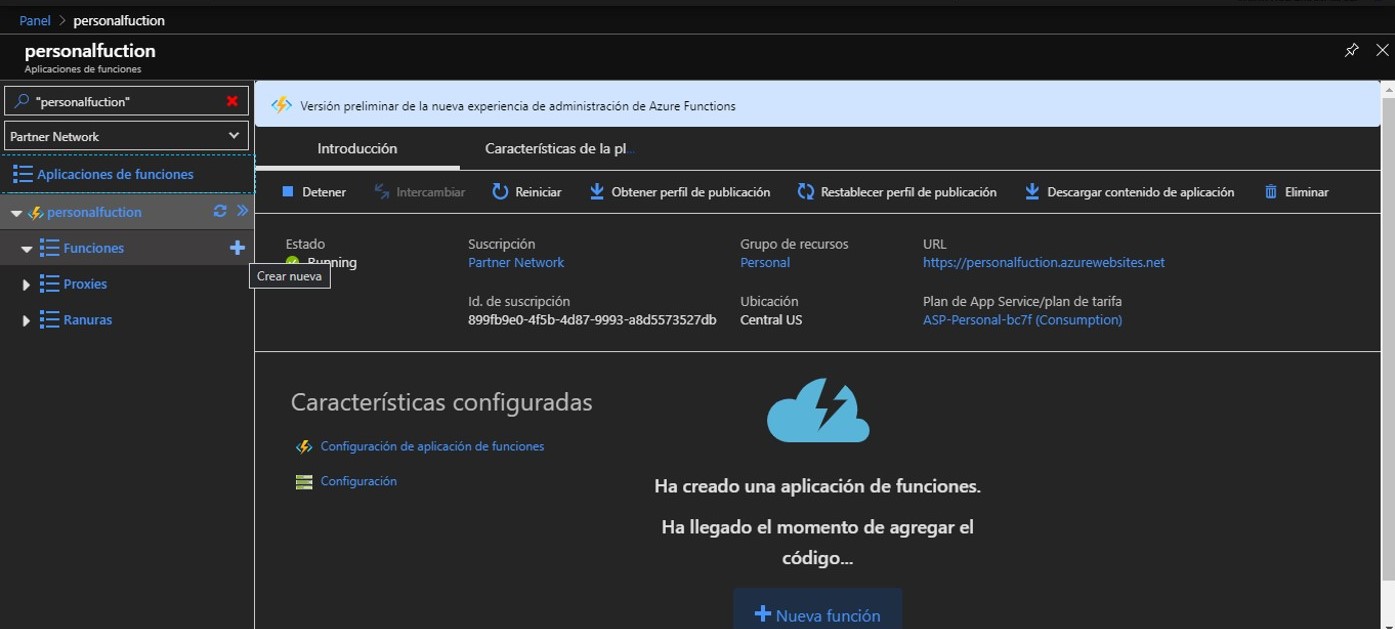 Panel > personalfuction
personalfuction
Aplicaciones de funciones
"personalfuction"
Partner Network
Aplicaciones de funciones
personalfuction
Funciones
Crear nueva
Proxies
Ranuras
Versión preliminar de la nueva experiencia de administración de Azure Functions
Introducción Características de la pl...
Detener Intercambiar Reiniciar Obtener perfil de publicación Restablecer perfil de publicación Descargar contenido de aplicación Eliminar
Estado Suscripción Grupo de recursos URL
Running Partner Network Personal https://personalfuction.azurewebsites.net
Id. de suscripción Ubicación Plan de App Service/plan de tarifa
899fb9e0-4f5b-4d87-9993-a8d5573527db Central US ASP-Personal-bc7f (Consumption)
Características configuradas
Configuración de aplicación de funciones
Configuración
Ha creado una aplicación de funciones.
Ha llegado el momento de agregar el
código...
+ Nueva función